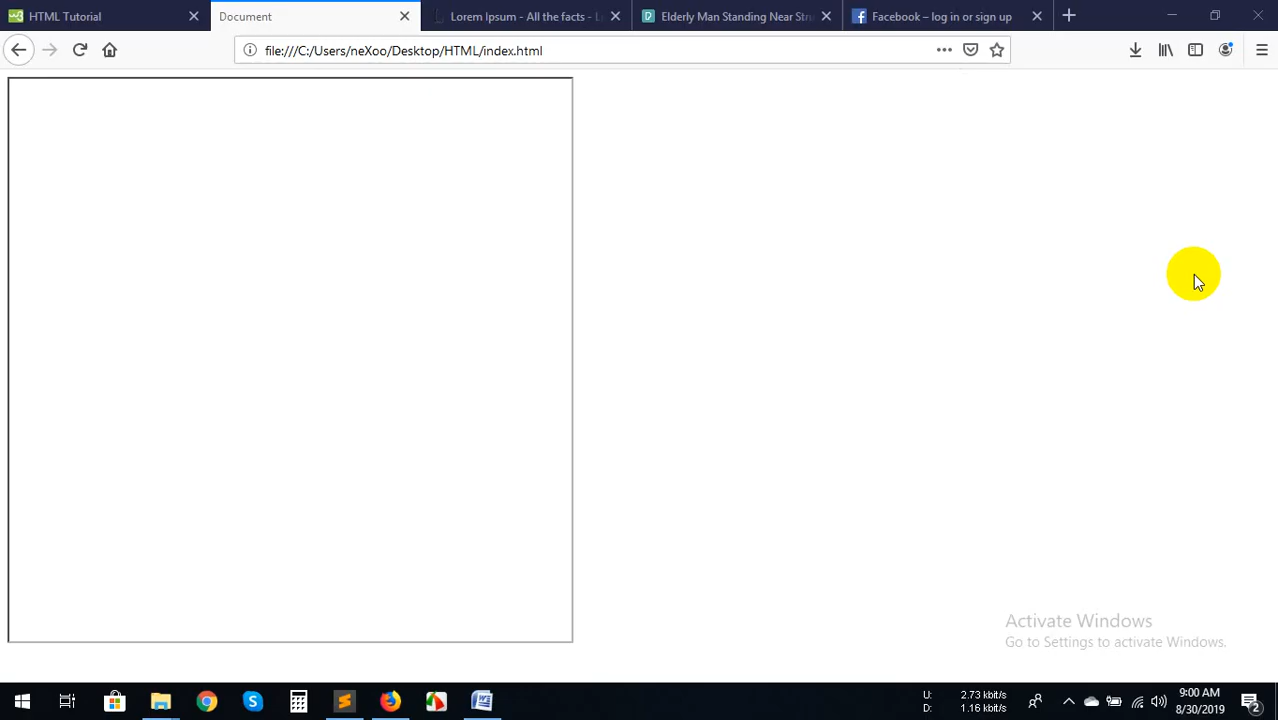 HTML Tutorial
Document
Lorem Ipsum - All the facts - L
Elderly Man Standing Near Stru
Facebook – log in or sign up
file:///C:/Users/neXoo/Desktop/HTML/index.html
Activate Windows
Go to Settings to activate Windows.
U: 2.73 kbit/s
D: 1.16 kbit/s
9:00 AM
8/30/2019
2